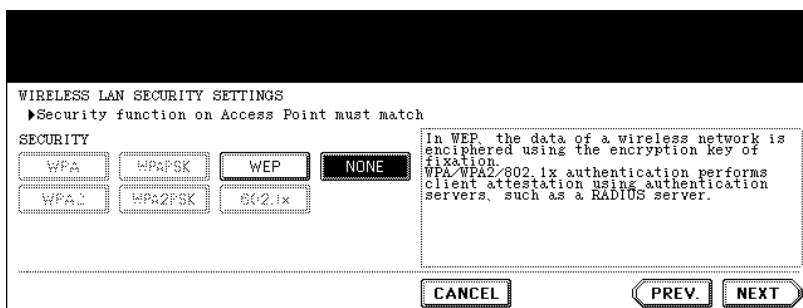 WIRELESS LAN SECURITY SETTINGS
▶Security function on Access Point must match
SECURITY
WPA WPAPSK WEP NONE
WPA2 WPA2PSK 802.1x
In WEP, the data of a wireless network is
enciphered using the encryption key of
fixation.
WPA/WPA2/802.1x authentication performs
client attestation using authentication
servers, such as a RADIUS server.
CANCEL PREV. NEXT